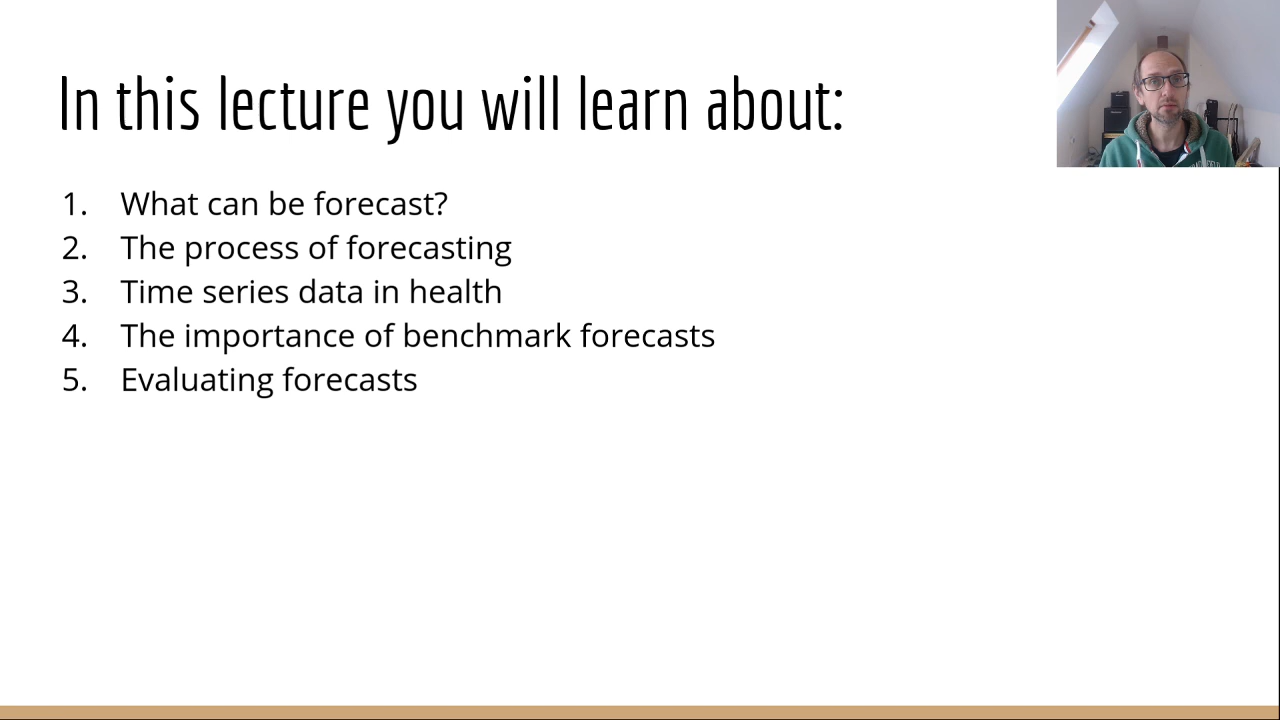 In this lecture you will learn about:
1. What can be forecast?
2. The process of forecasting
3. Time series data in health
4. The importance of benchmark forecasts
5. Evaluating forecasts